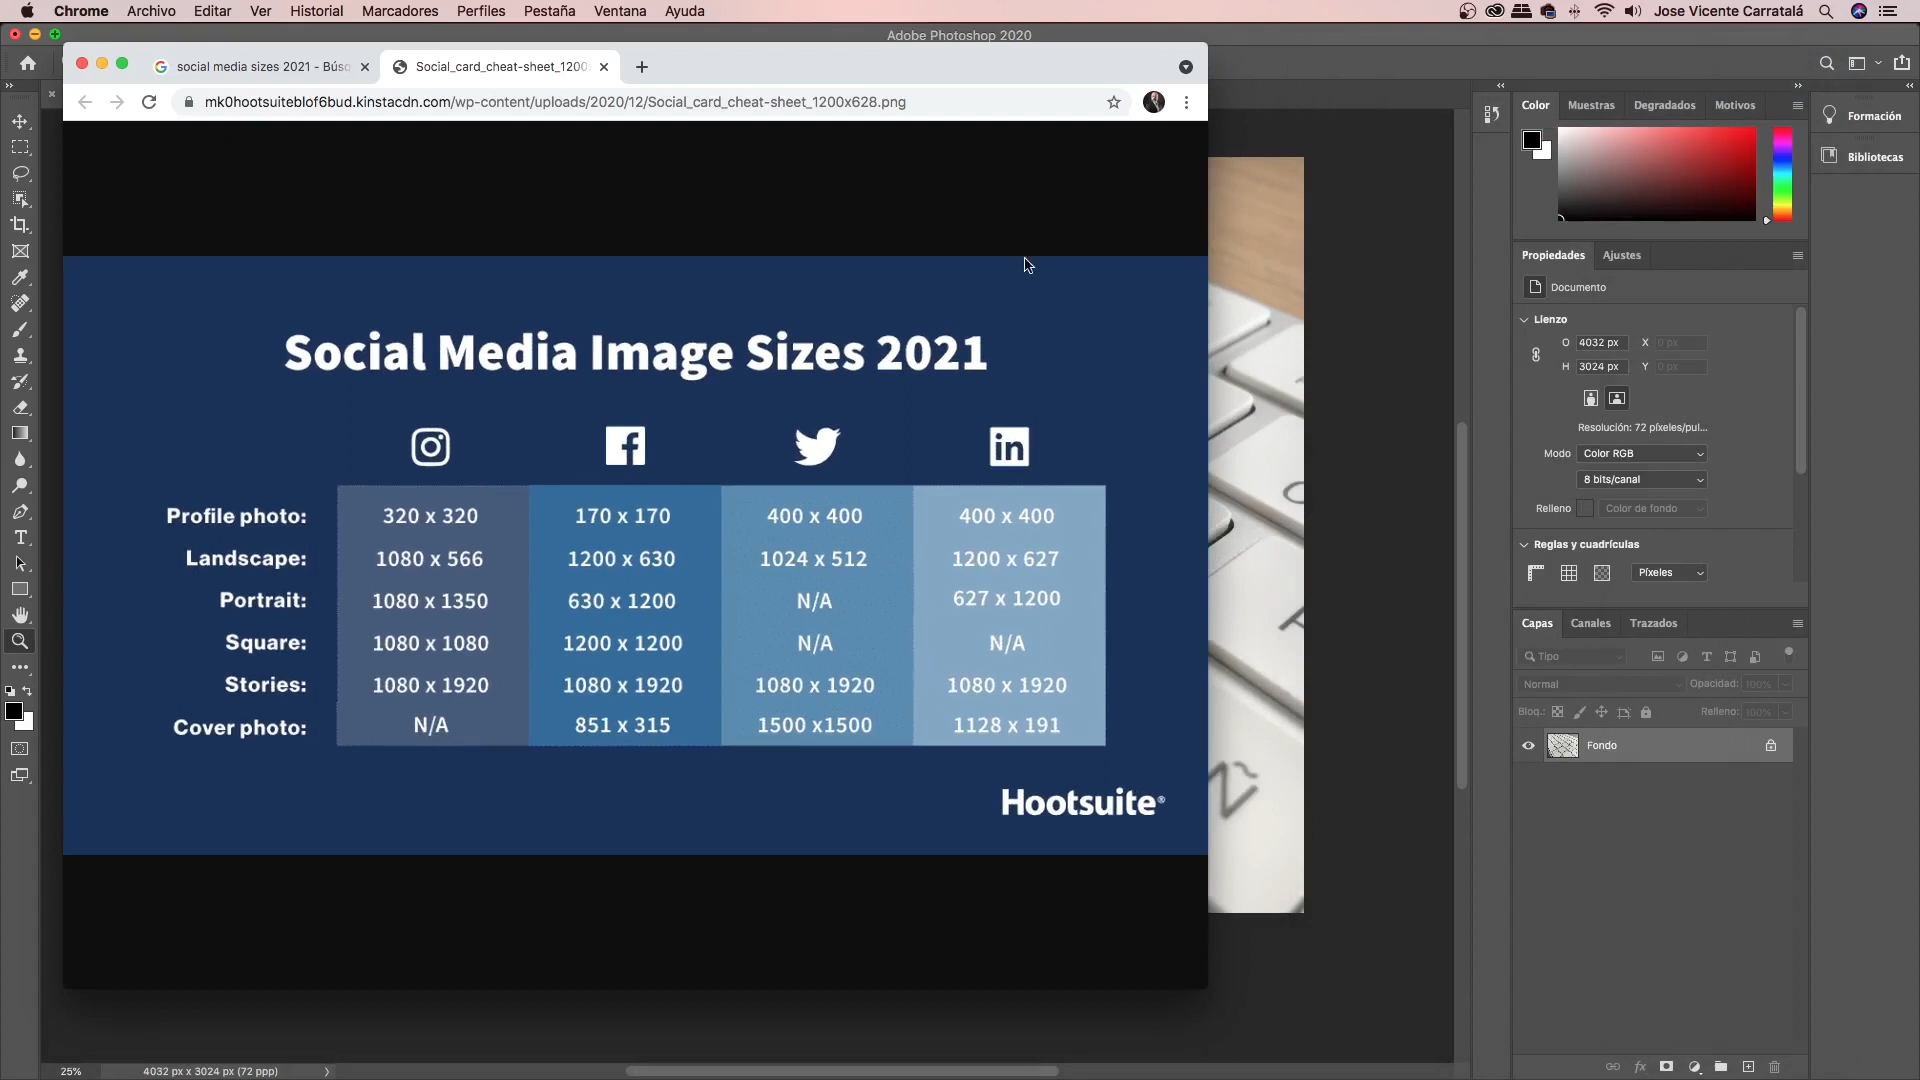 Chrome Archivo Editar Ver Historial Marcadores Perfiles Pestaña Ventana Ayuda Jose Vicente Carratalá
Adobe Photoshop 2020
social media sizes 2021 - Búsq
Social_card_cheat-sheet_1200
mk0hootsuiteblof6bud.kinstacdn.com/wp-content/uploads/2020/12/Social_card_cheat-sheet_1200x628.png
Social Media Image Sizes 2021
Profile photo: 320 x 320 170 x 170 400 x 400 400 x 400
Landscape: 1080 x 566 1200 x 630 1024 x 512 1200 x 627
Portrait: 1080 x 1350 630 x 1200 N/A 627 x 1200
Square: 1080 x 1080 1200 x 1200 N/A N/A
Stories: 1080 x 1920 1080 x 1920 1080 x 1920 1080 x 1920
Cover photo: N/A 851 x 315 1500 x1500 1128 x 191
Hootsuite®
Ñ
Color Muestras Degradados Motivos
Formación
Bibliotecas
Propiedades Ajustes
Documento
Lienzo
O 4032 px X 0 px
H 3024 px Y 0 px
Resolución: 72 píxeles/pul...
Modo Color RGB
8 bits/canal
Relleno Color de fondo
Reglas y cuadrículas
Píxeles
Capas Canales Trazados
Tipo
Normal Opacidad: 100%
Bloq.: Relleno: 100%
Fondo
25% 4032 px x 3024 px (72 ppp)